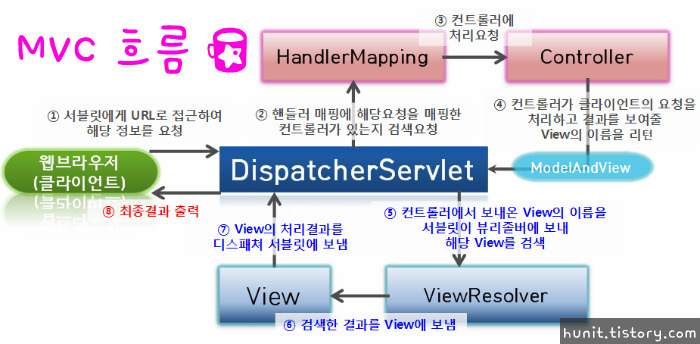 MVC 흐름
③ 컨트롤러에
처리요청
HandlerMapping
Controller
① 서블릿에게 URL로 접근하여
해당 정보를 요청
② 핸들러 매핑에 해당요청을 매핑한
컨트롤러가 있는지 검색요청
④ 컨트롤러가 클라이언트의 요청을
처리하고 결과를 보여줄
View의 이름을 리턴
웹브라우저
(클라이언트)
DispatcherServlet
ModelAndView
⑧ 최종결과 출력
⑦ View의 처리결과를
디스패처 서블릿에 보냄
⑤ 컨트롤러에서 보내온 View의 이름을
서블릿이 뷰리졸버에 보내
해당 View를 검색
View
ViewResolver
⑥ 검색한 결과를 View에 보냄
hunit.tistory.com